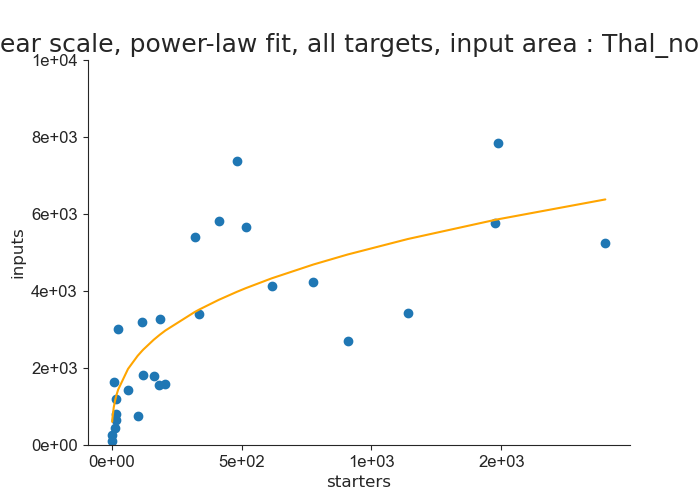 ear scale, power-law fit, all targets, input area : Thal_no
1e+04
8e+03
6e+03
4e+03
2e+03
0e+00
inputs
0e+00 5e+02 1e+03 2e+03
starters